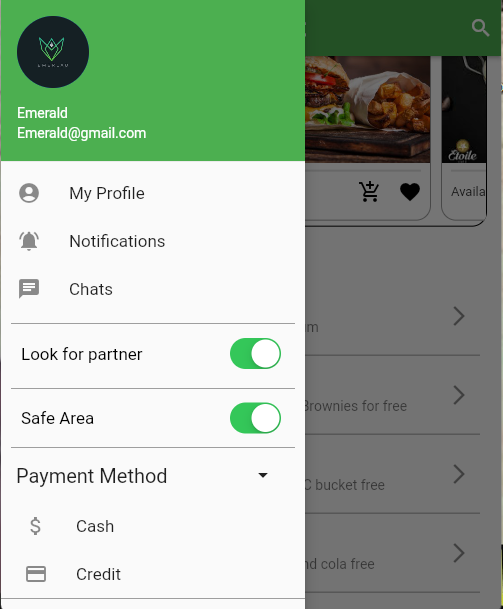 EMERALD
Emerald
Emerald@gmail.com
My Profile
Notifications
Chats
Look for partner
Safe Area
Payment Method
Cash
Credit
Étoile
Availa
m
Brownies for free
C bucket free
nd cola free